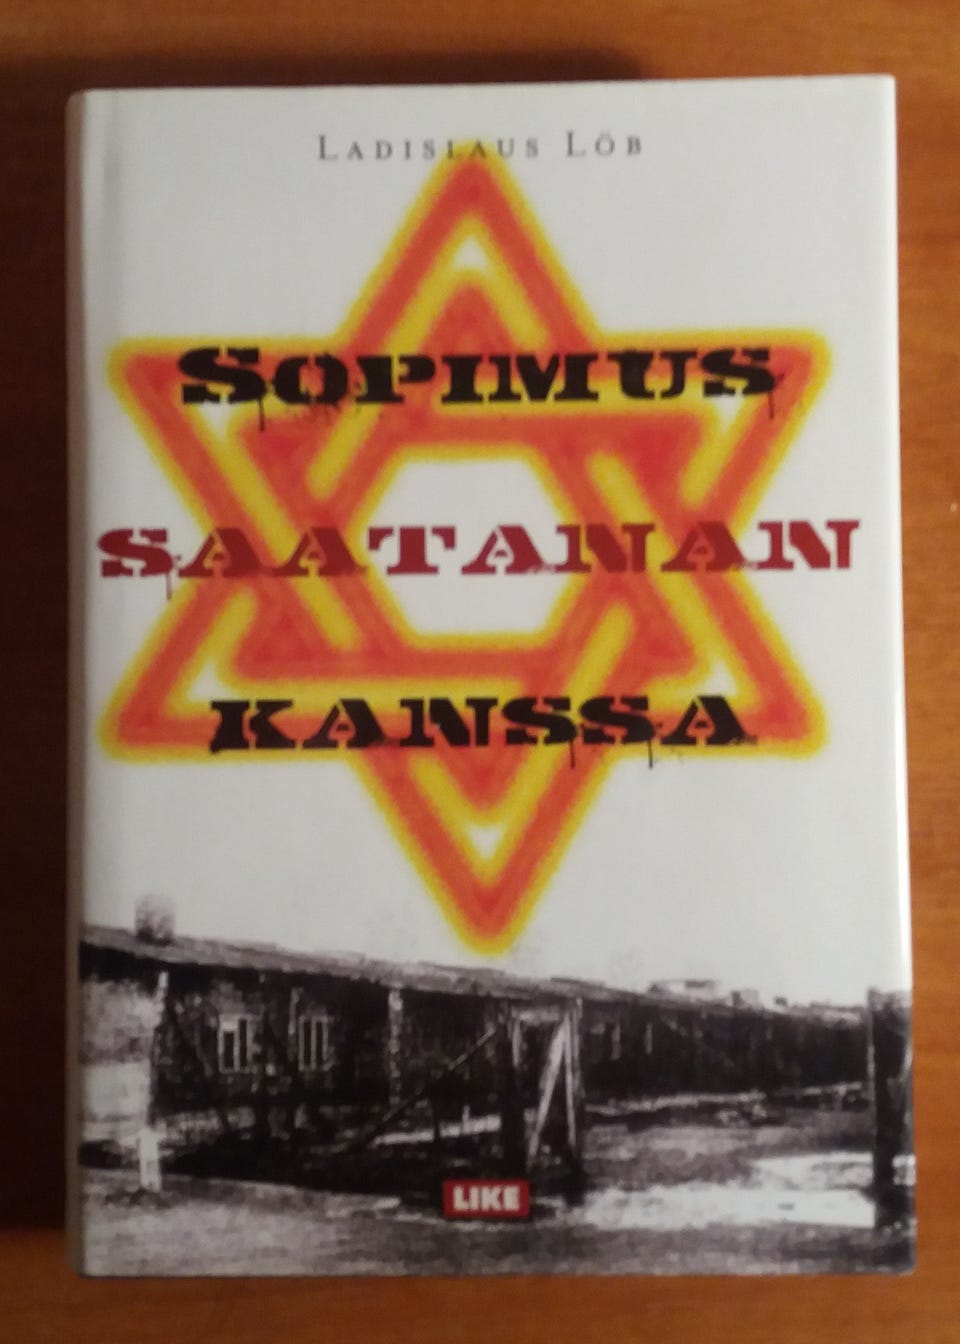 Ladislaus Löb
Sopimus
saatanan
kanssa
LIKE